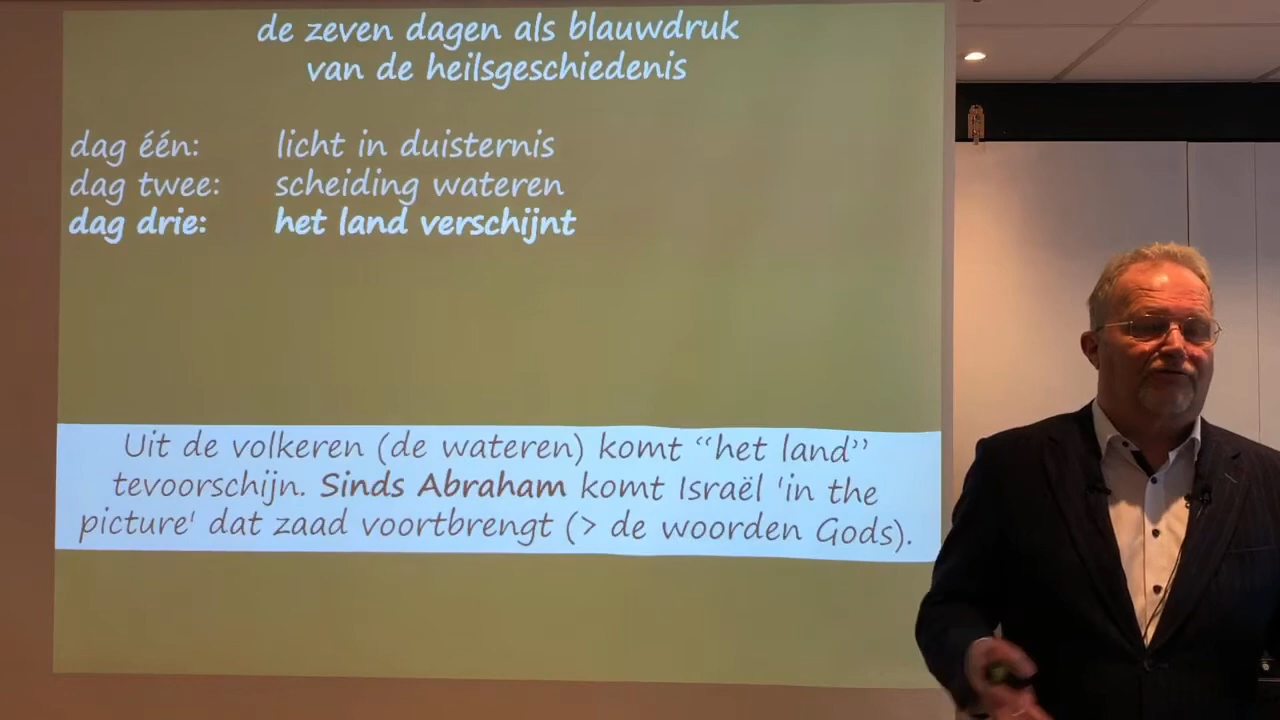 de zeven dagen als blauwdruk
van de heilsgeschiedenis
dag één: licht in duisternis
dag twee: scheiding wateren
dag drie: het land verschijnt
Uit de volkeren (de wateren) komt “het land”
tevoorschijn. Sinds Abraham komt Israël 'in the
picture' dat zaad voortbrengt (> de woorden Gods).